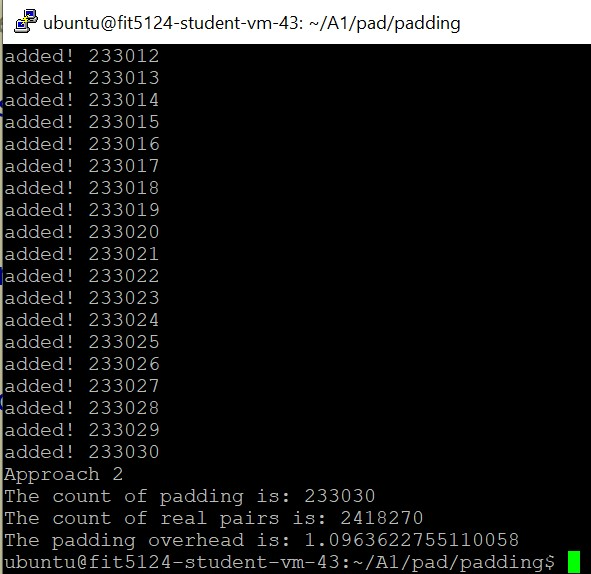 ubuntu@fit5124-student-vm-43: ~/A1/pad/padding
added! 233012
added! 233013
added! 233014
added! 233015
added! 233016
added! 233017
added! 233018
added! 233019
added! 233020
added! 233021
added! 233022
added! 233023
added! 233024
added! 233025
added! 233026
added! 233027
added! 233028
added! 233029
added! 233030
Approach 2
The count of padding is: 233030
The count of real pairs is: 2418270
The padding overhead is: 1.0963622755110058
ubuntu@fit5124-student-vm-43:~/A1/pad/padding$